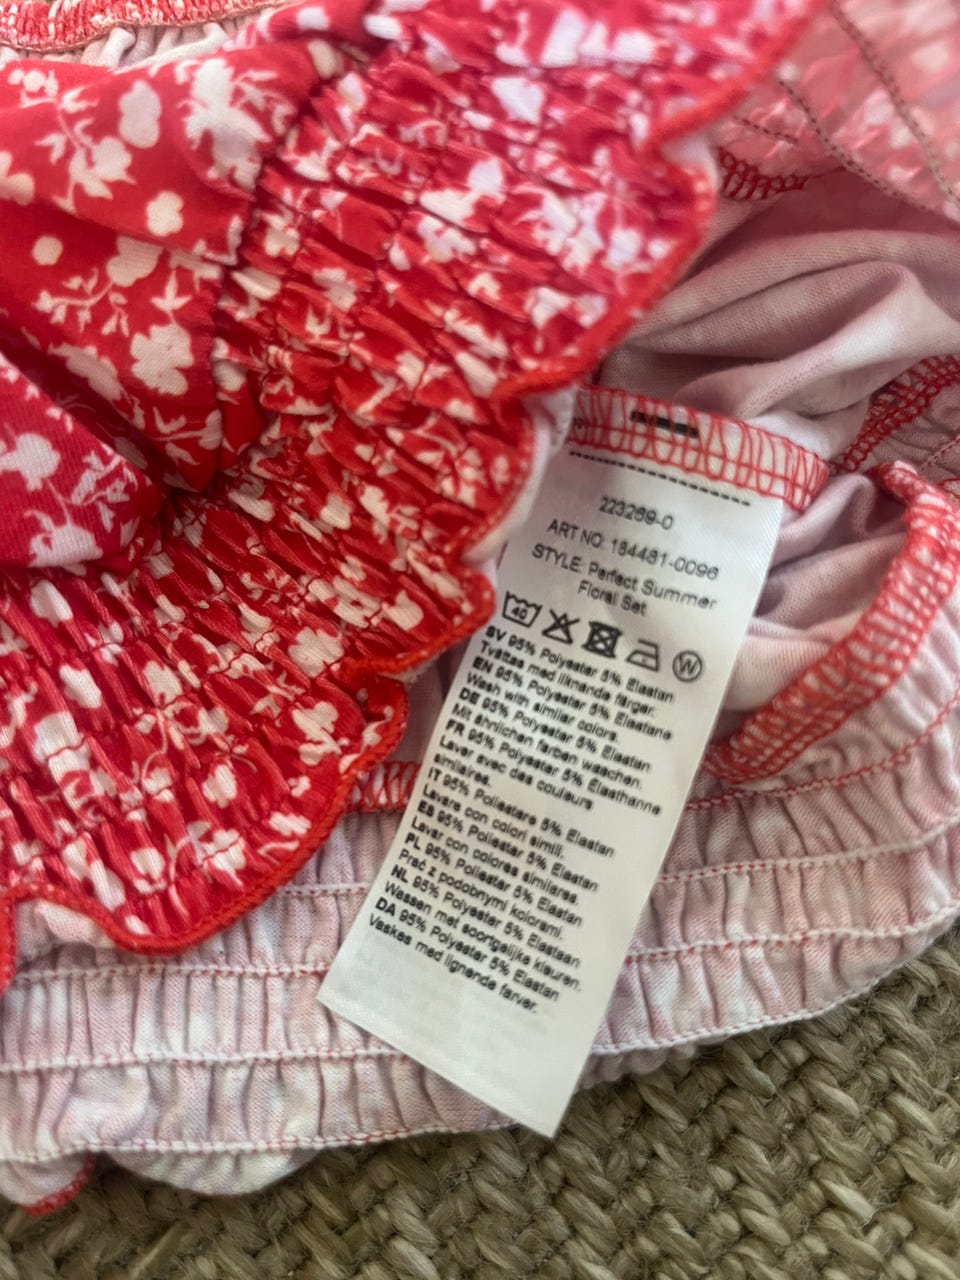 223269-0
ART NO: 184481-0096
STYLE: Perfect Summer
Floral Set
40 W
SV 95% Polyester 5% Elastan
Tvättas med liknande färger.
EN 95% Polyester 5% Elastane
Wash with similar colors.
DE 95% Polyester 5% Elastan
Mit ähnlichen farben waschen.
FR 95% Polyester 5% Élasthanne
Laver avec des couleurs
similaires.
IT 95% Poliestere 5% Elastan
Lavare con colori simili.
ES 95% Poliester 5% Elastan
Lavar con colores similares.
PL 95% Poliester 5% Elastan
Prać z podobnymi kolorami.
NL 95% Polyester 5% Elastaan
Wassen met soortgelijke kleuren.
DA 95% Polyester 5% Elastan
Vaskes med lignende farver.